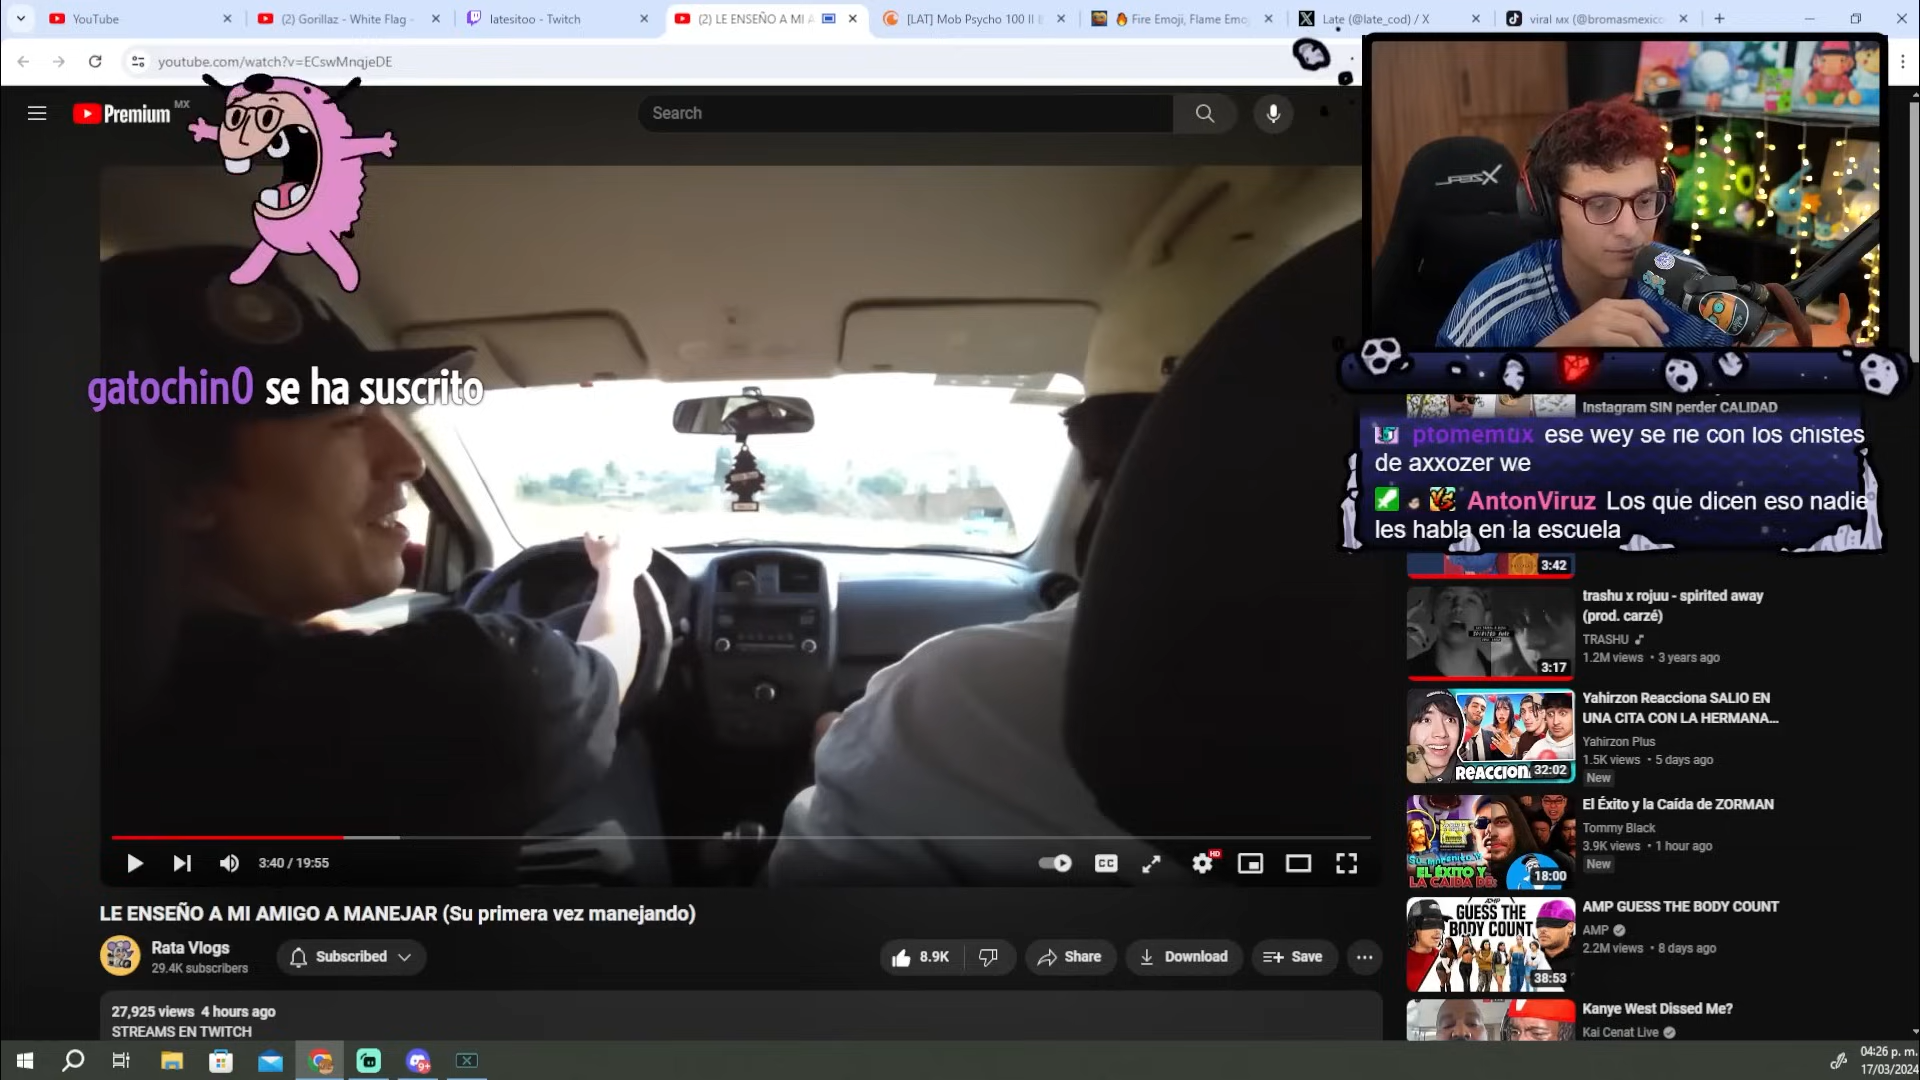 YouTube
(2) Gorillaz - White Flag -
latesitoo - Twitch
(2) LE ENSEÑO A MI A
[LAT] Mob Psycho 100 II
Fire Emoji, Flame Emo
Late (@late_cod) / X
viral мx (@bromasmexico
youtube.com/watch?v=ECswMnqjeDE
Premium
MX
Search
gatochin0 se ha suscrito
Instagram SIN perder CALIDAD
ptomemux ese wey se rie con los chistes
de axxozer we
AntonViruz Los que dicen eso nadie
les habla en la escuela
3:42
trashu x rojuu - spirited away
(prod. carzé)
TRASHU
1.2M views • 3 years ago
3:17
Yahirzon Reacciona SALIO EN
UNA CITA CON LA HERMANA...
Yahirzon Plus
1.5K views • 5 days ago
New
REACCION
32:02
El Éxito y la Caída de ZORMAN
Tommy Black
3.9K views • 1 hour ago
New
EL ÉXITO Y
LA CAÍDA DE:
18:00
AMP GUESS THE BODY COUNT
AMP
2.2M views • 8 days ago
GUESS THE
BODY COUNT
38:53
Kanye West Dissed Me?
Kai Cenat Live
3:40 / 19:55
CC
HD
LE ENSEÑO A MI AMIGO A MANEJAR (Su primera vez manejando)
Rata Vlogs
29.4K subscribers
Subscribed
8.9K
Share
Download
Save
27,925 views 4 hours ago
STREAMS EN TWITCH
9+
04:26 p. m.
17/03/2024